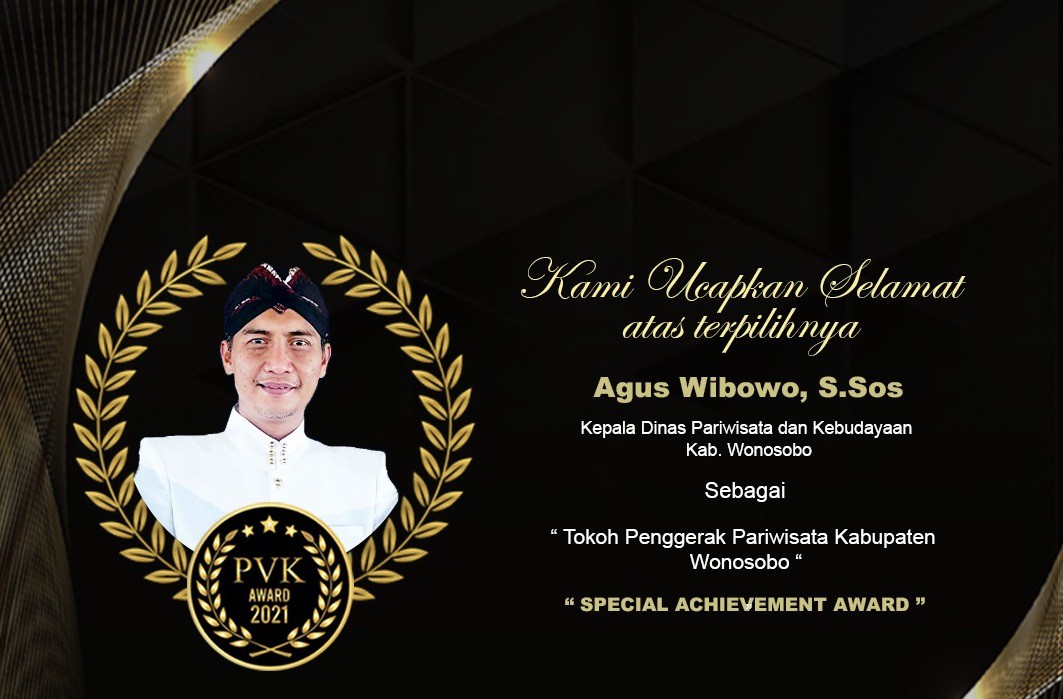 Kami Ucapkan Selamat
atas terpilihnya
Agus Wibowo, S.Sos
Kepala Dinas Pariwisata dan Kebudayaan
Kab. Wonosobo
Sebagai
“ Tokoh Penggerak Pariwisata Kabupaten
Wonosobo “
“ SPECIAL ACHIEVEMENT AWARD ”
PVK
AWARD
2021